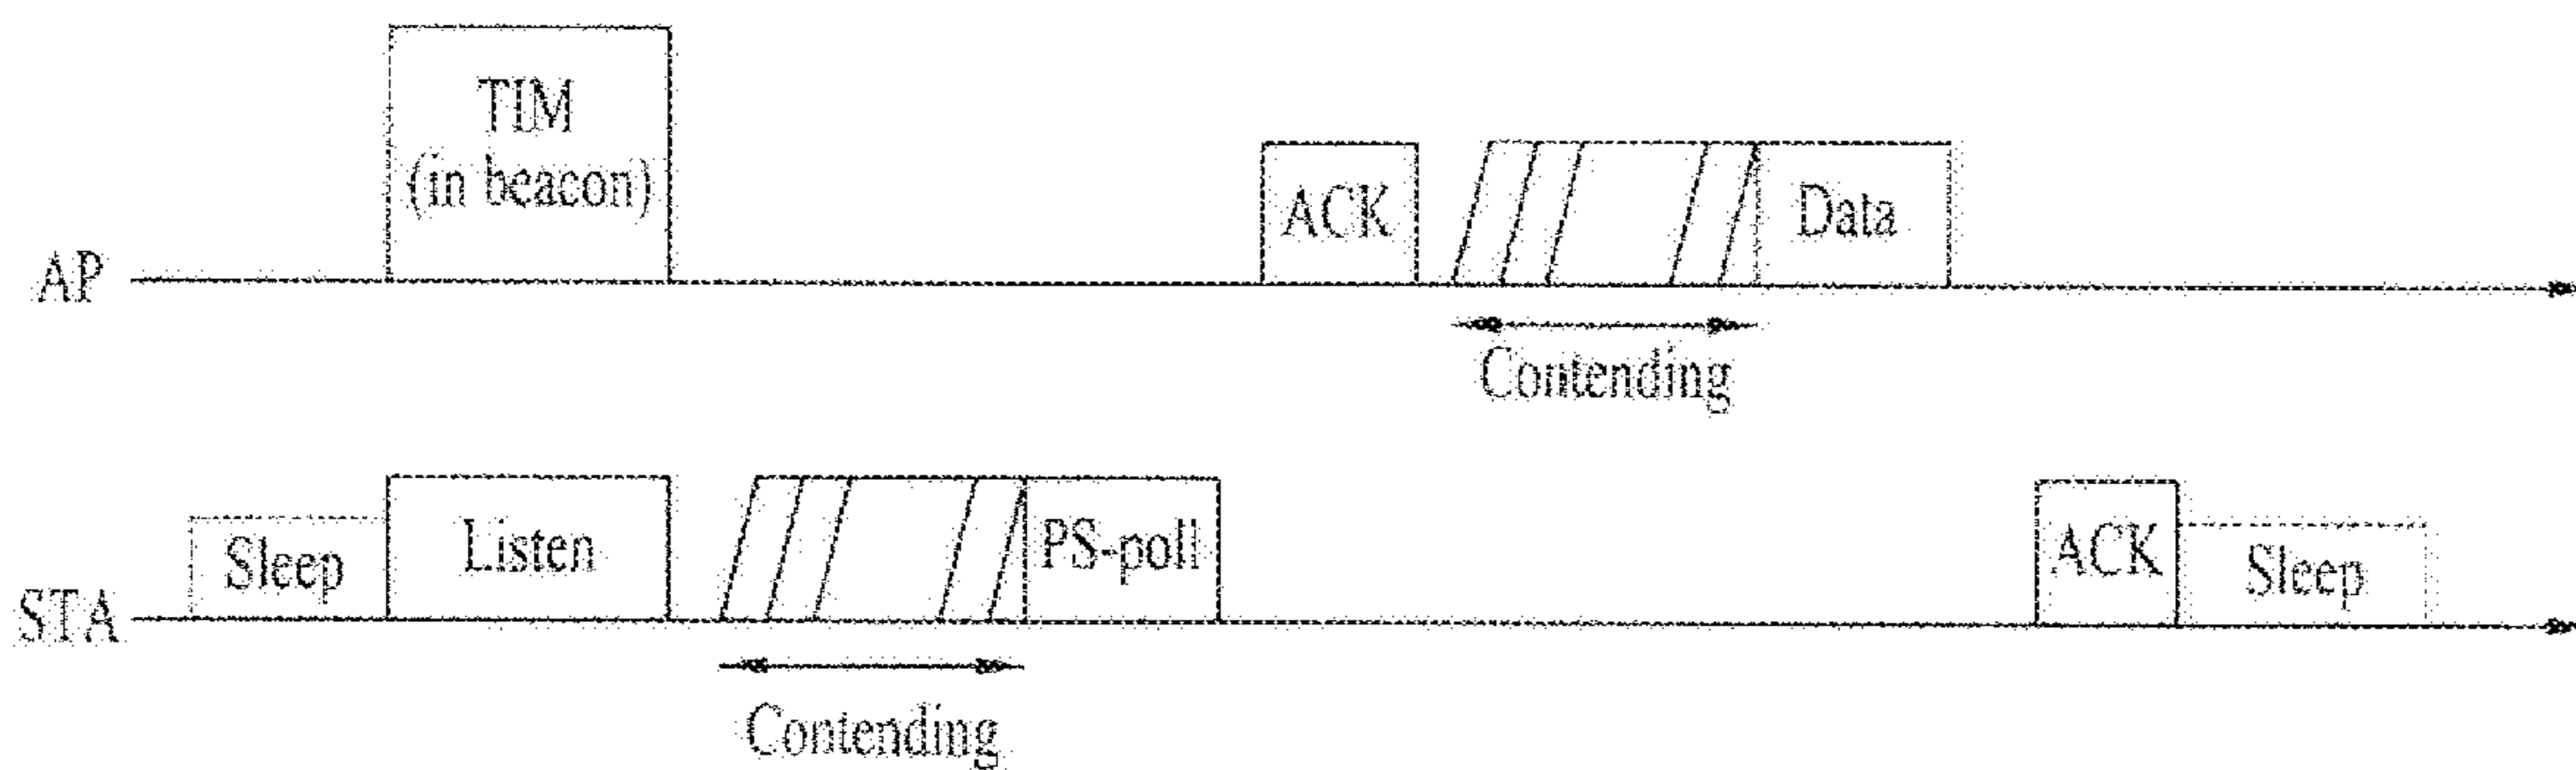 TIM
(in beacon)
ACK
Data
AP
Contending
Sleep
Listen
PS-poll
ACK
Sleep
STA
Contending